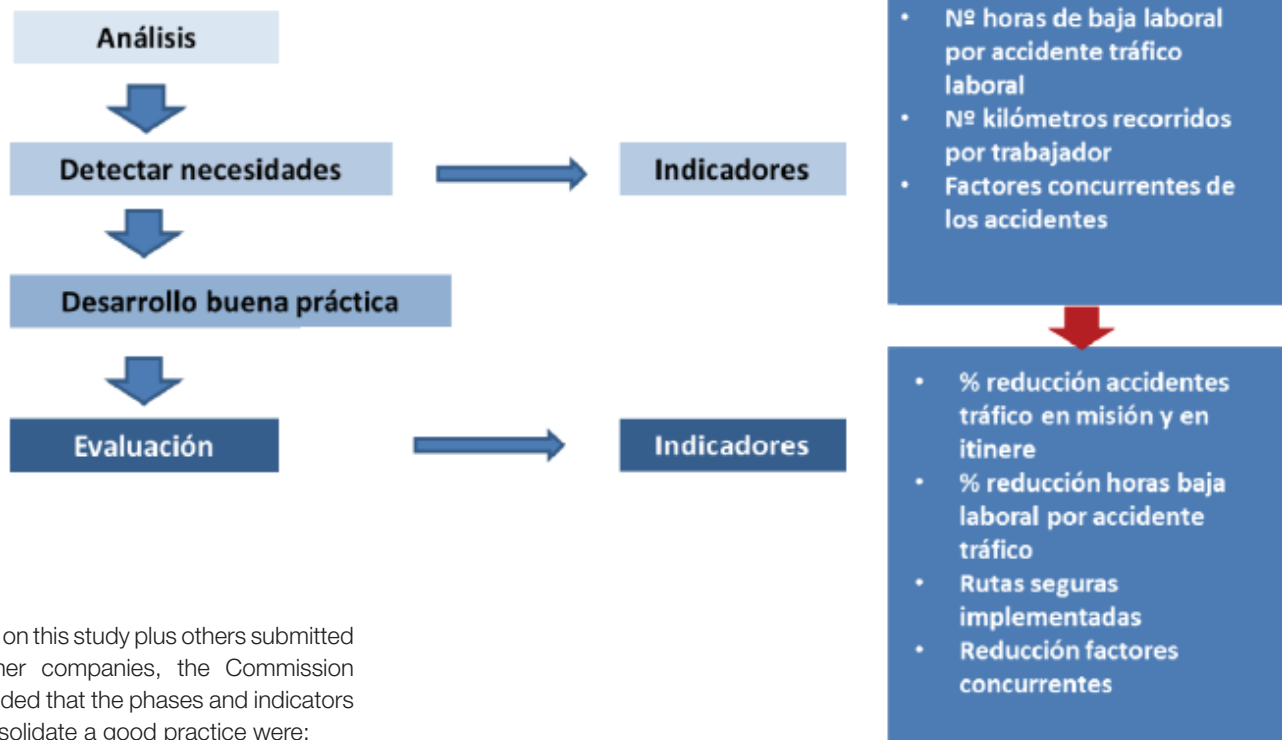 Análisis
Detectar necesidades
Indicadores
Desarrollo buena práctica
Evaluación
Indicadores
• Nº horas de baja laboral
por accidente tráfico
laboral
• Nº kilómetros recorridos
por trabajador
• Factores concurrentes de
los accidentes
• % reducción accidentes
tráfico en misión y en
itinere
• % reducción horas baja
laboral por accidente
tráfico
• Rutas seguras
implementadas
• Reducción factores
concurrentes
on this study plus others submitted
companies, the Commission
that the phases and indicators
a good practice were: